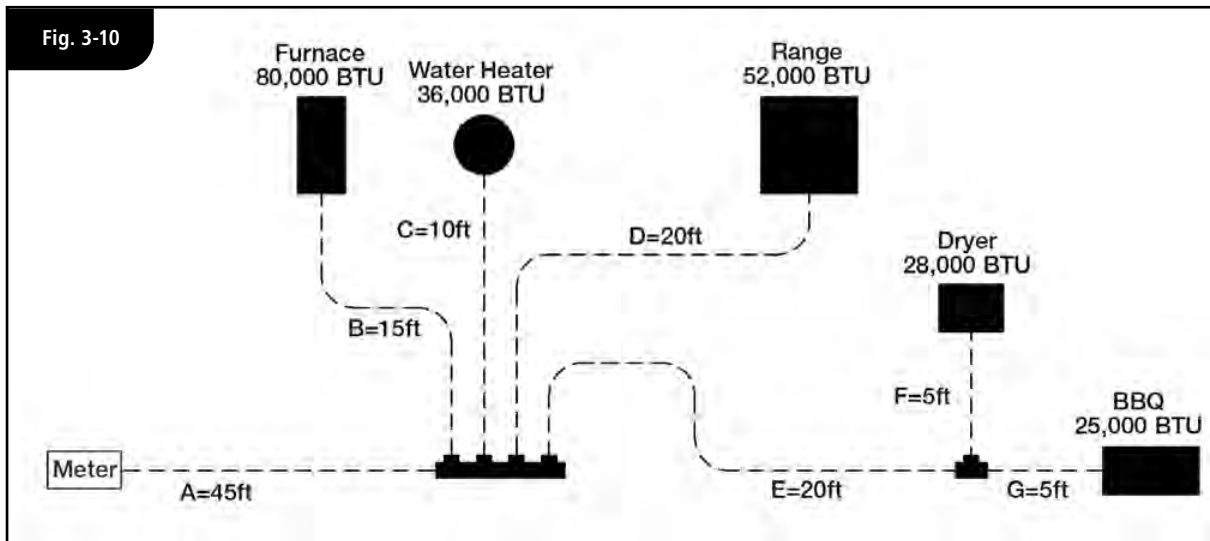 Fig. 3-10
Furnace
80,000 BTU
Water Heater
36,000 BTU
Range
52,000 BTU
C=10ft
D=20ft
Dryer
28,000 BTU
B=15ft
F=5ft
BBQ
25,000 BTU
Meter
A=45ft
E=20ft
G=5ft